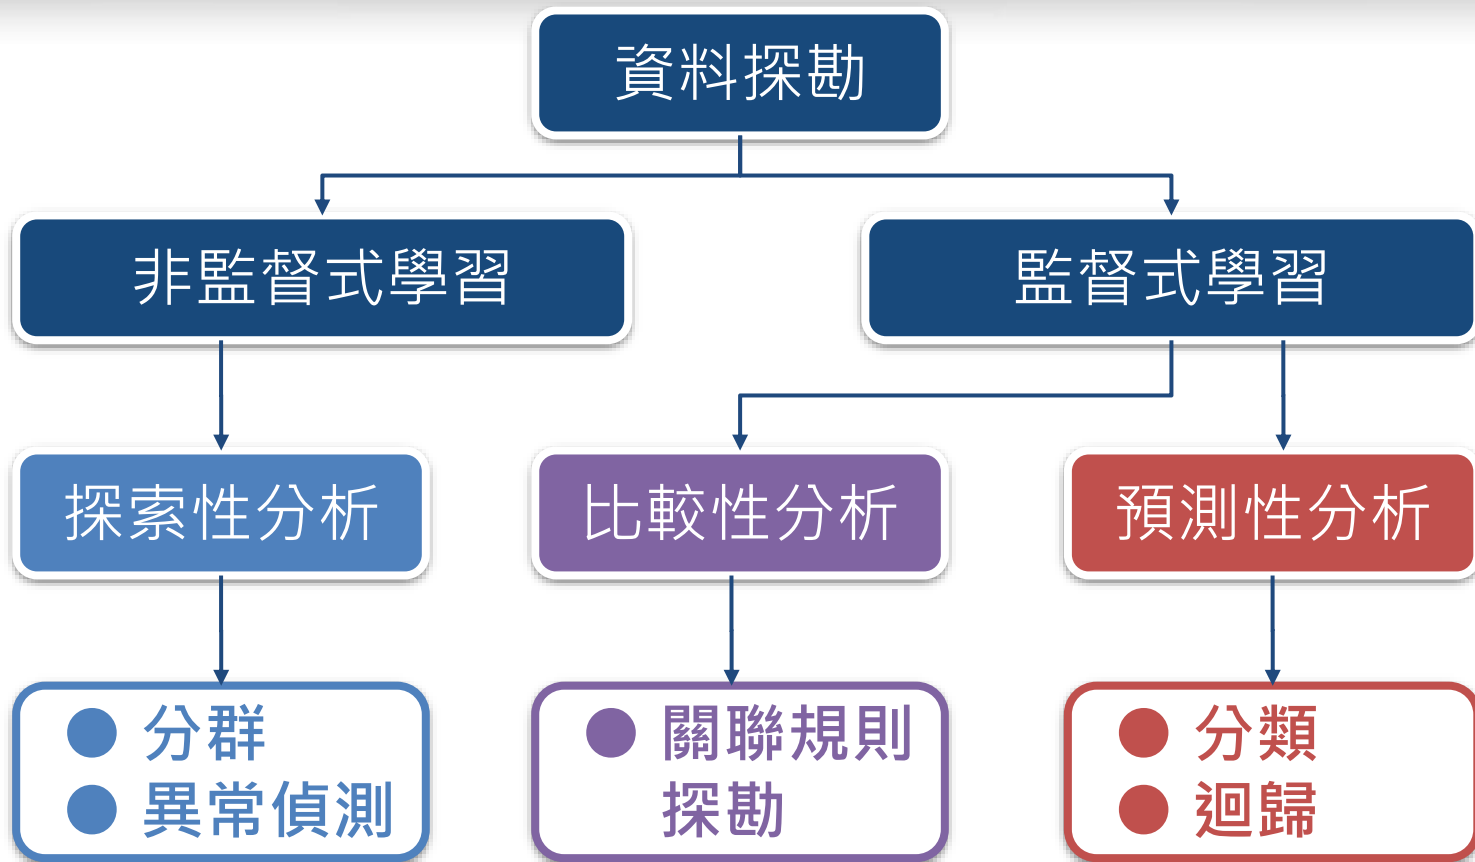 資料探勘
非監督式學習
監督式學習
探索性分析
比較性分析
預測性分析
● 分群
● 異常偵測
● 關聯規則
探勘
● 分類
● 迴歸